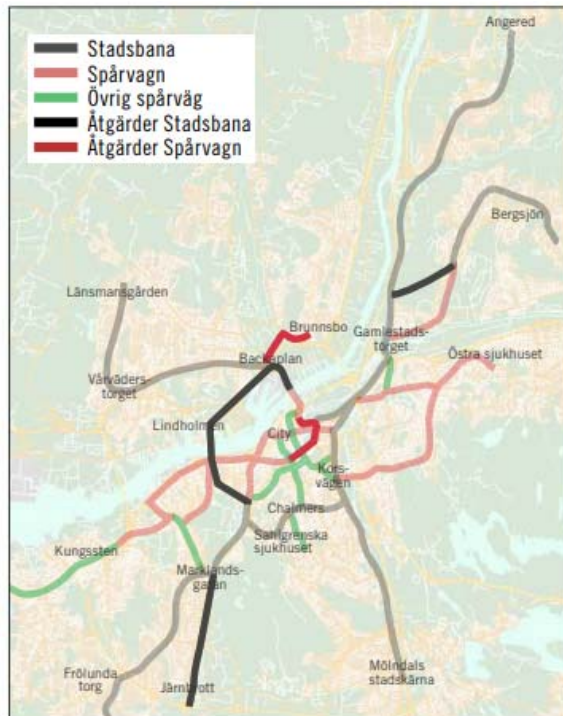 Angered
Stadsbana
Spårvagn
Övrig spårväg
Åtgärder Stadsbana
Åtgärder Spårvagn
Bergsjön
Länsmansgården
Brunnsbo
Gamlestads-
torget
Backaplan
Östra sjukhuset
Vårväders-
torget
Lindholmen
City
Kors-
vägen
Chalmers
Sahlgrenska
sjukhuset
Kungssten
Marklands-
gatan
Frölunda
torg
Järnbrott
Mölndals
stadskärna